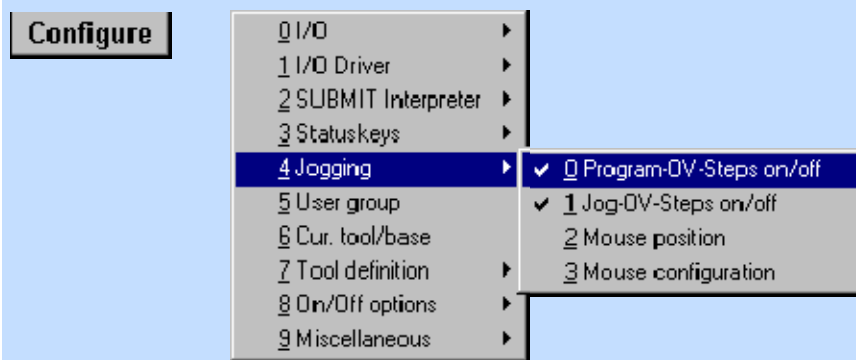 Configure
0 I/O
1 I/O Driver
2 SUBMIT Interpreter
3 Statuskeys
4 Jogging
5 User group
6 Cur. tool/base
7 Tool definition
8 On/Off options
9 Miscellaneous
0 Program-OV-Steps on/off
1 Jog-OV-Steps on/off
2 Mouse position
3 Mouse configuration